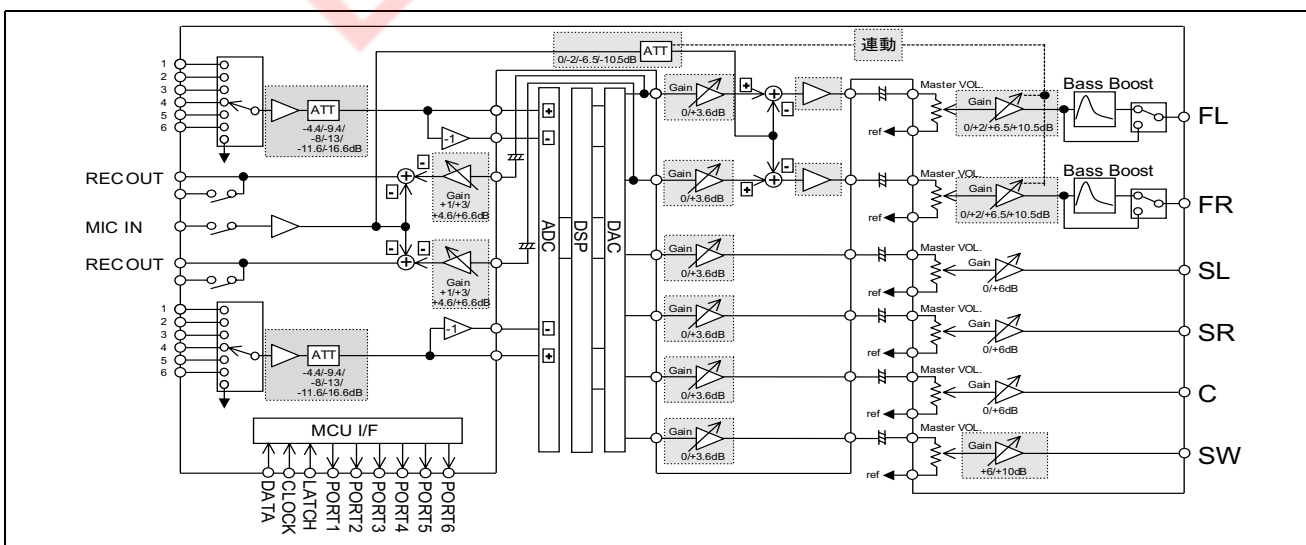 0/-2/-6.5/-10.5dB
ATT
連動
1
2
3
4
5
6
ATT
-4.4/-9.4/
-8/-13/
-11.6/-16.6dB
-1
+
-
Gain
0/+3.6dB
+
-
Master VOL.
ref
Gain
0/+2/+6.5/+10.5dB
Bass Boost
FL
RECOUT
-
+
-
Gain
+1/+3/
+4.6/+6.6dB
Gain
0/+3.6dB
+
-
Master VOL.
ref
Gain
0/+2/+6.5/+10.5dB
Bass Boost
FR
MIC IN
RECOUT
-
-
+
Gain
+1/+3/
+4.6/+6.6dB
ADC
DSP
DAC
Gain
0/+3.6dB
Master VOL.
ref
Gain
0/+6dB
SL
1
2
3
4
5
6
ATT
-4.4/-9.4/
-8/-13/
-11.6/-16.6dB
-1
-
+
Gain
0/+3.6dB
Master VOL.
ref
Gain
0/+6dB
SR
Gain
0/+3.6dB
Master VOL.
ref
Gain
0/+6dB
C
Gain
0/+3.6dB
Master VOL.
ref
Gain
+6/+10dB
SW
MCU I/F
DATA
CLOCK
LATCH
PORT1
PORT2
PORT3
PORT4
PORT5
PORT6